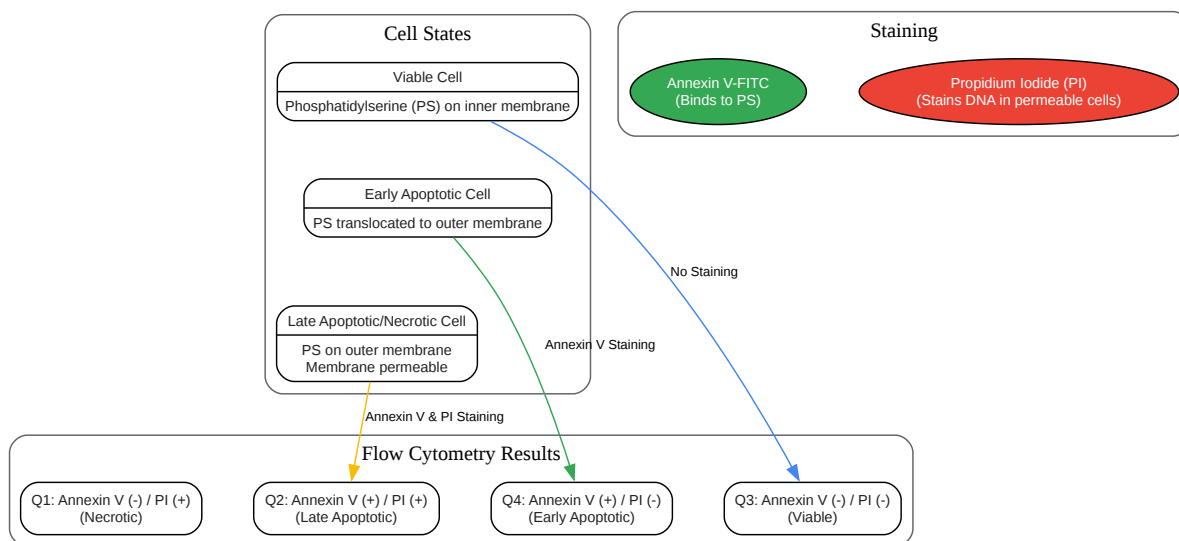 Cell States
Viable Cell
Phosphatidylserine (PS) on inner membrane
Early Apoptotic Cell
PS translocated to outer membrane
Late Apoptotic/Necrotic Cell
PS on outer membrane
Membrane permeable
Staining
Annexin V-FITC
(Binds to PS)
Propidium Iodide (PI)
(Stains DNA in permeable cells)
No Staining
Annexin V Staining
Annexin V & PI Staining
Flow Cytometry Results
Q1: Annexin V (-) / PI (+)
(Necrotic)
Q2: Annexin V (+) / PI (+)
(Late Apoptotic)
Q4: Annexin V (+) / PI (-)
(Early Apoptotic)
Q3: Annexin V (-) / PI (-)
(Viable)